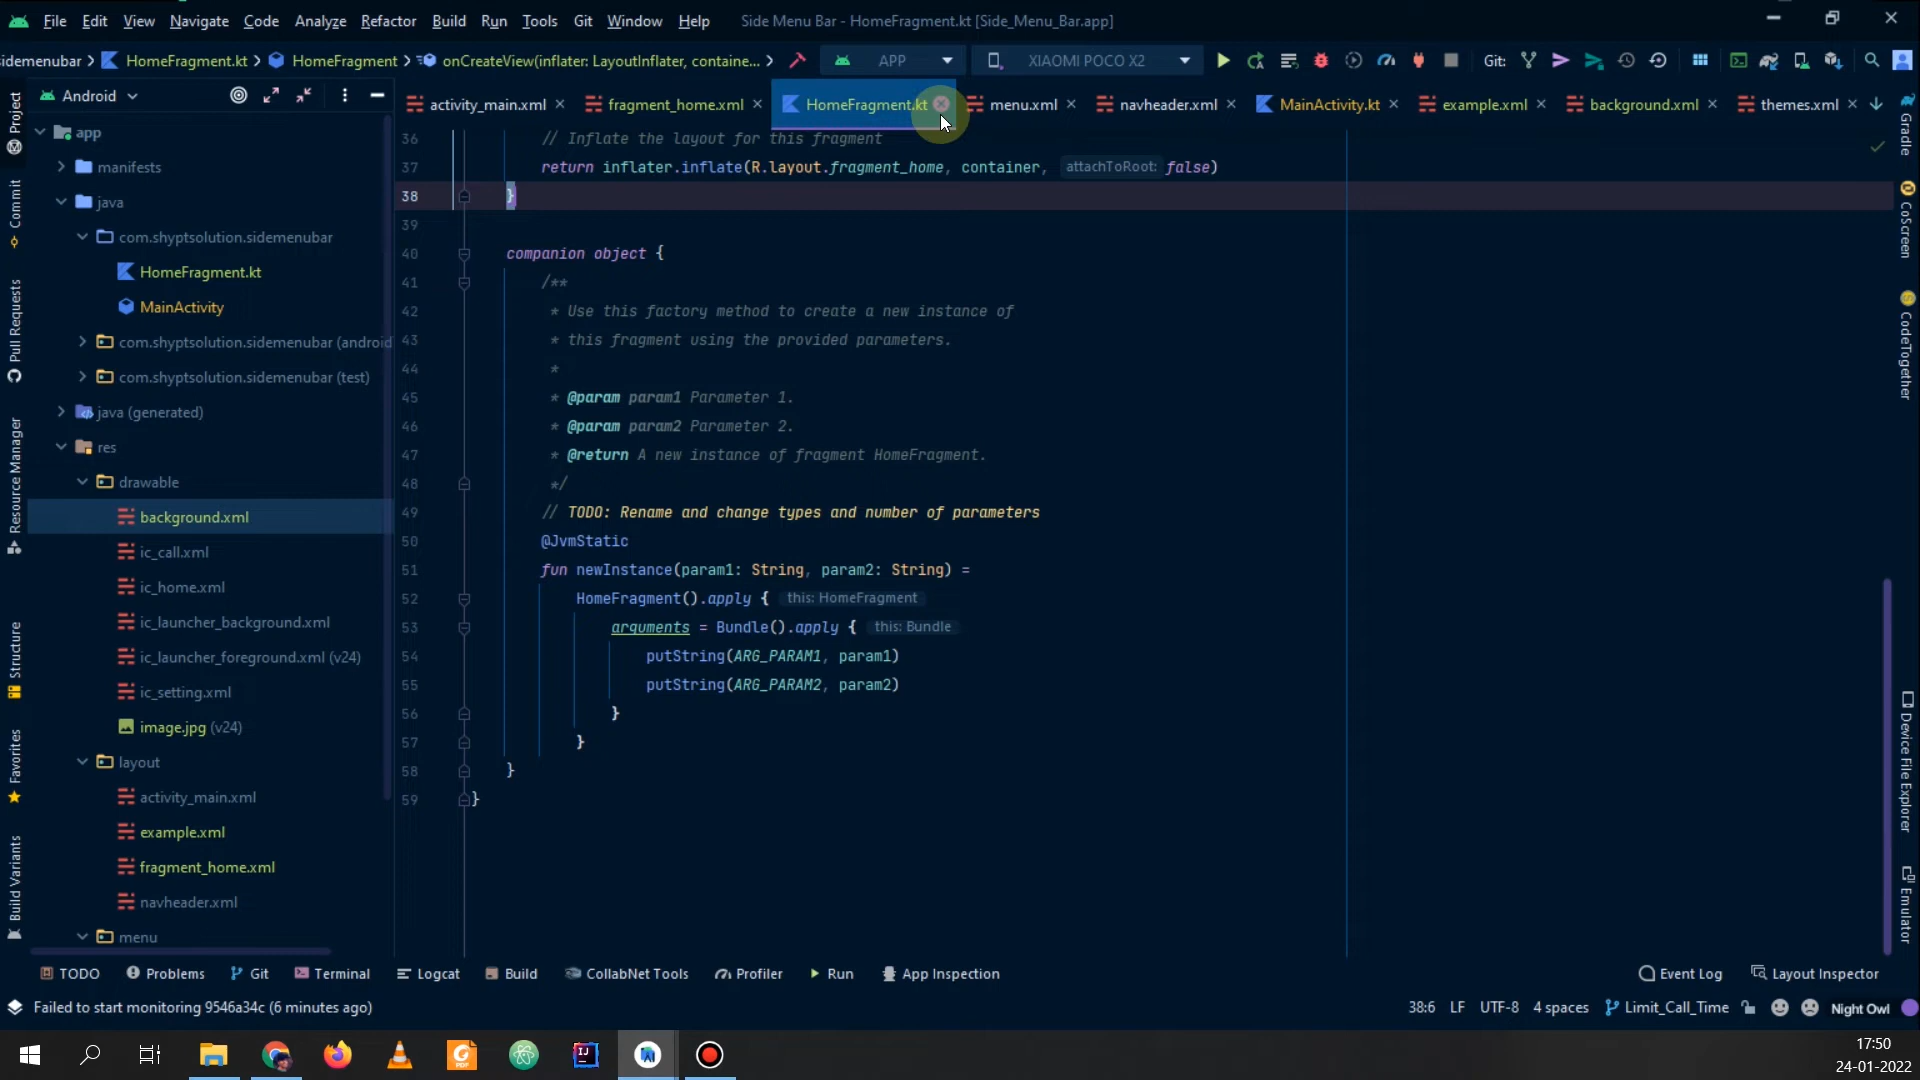 File Edit View Navigate Code Analyze Refactor Build Run Tools Git Window Help Side Menu Bar - HomeFragment.kt [Side_Menu_Bar.app]
idemenubar HomeFragment.kt HomeFragment onCreateView(inflater: LayoutInflater, containe... APP XIAOMI POCO X2 Git:
Android
activity_main.xml fragment_home.xml HomeFragment.kt menu.xml navheader.xml MainActivity.kt example.xml background.xml themes.xml
Project
Commit
Pull Requests
Resource Manager
Structure
Favorites
Build Variants
app
manifests
java
com.shyptsolution.sidemenubar
HomeFragment.kt
MainActivity
com.shyptsolution.sidemenubar (android
com.shyptsolution.sidemenubar (test)
java (generated)
res
drawable
background.xml
ic_call.xml
ic_home.xml
ic_launcher_background.xml
ic_launcher_foreground.xml (v24)
ic_setting.xml
image.jpg (v24)
layout
activity_main.xml
example.xml
fragment_home.xml
navheader.xml
menu
36 // Inflate the layout for this fragment
37 return inflater.inflate(R.layout.fragment_home, container, attachToRoot: false)
38 }
39
40 companion object {
41 /**
42 * Use this factory method to create a new instance of
43 * this fragment using the provided parameters.
44 *
45 * @param param1 Parameter 1.
46 * @param param2 Parameter 2.
47 * @return A new instance of fragment HomeFragment.
48 */
49 // TODO: Rename and change types and number of parameters
50 @JvmStatic
51 fun newInstance(param1: String, param2: String) =
52 HomeFragment().apply { this: HomeFragment
53 arguments = Bundle().apply { this: Bundle
54 putString(ARG_PARAM1, param1)
55 putString(ARG_PARAM2, param2)
56 }
57 }
58 }
59 }
Gradle
CoScreen
CodeTogether
Device File Explorer
Emulator
TODO Problems Git Terminal Logcat Build CollabNet Tools Profiler Run App Inspection Event Log Layout Inspector
Failed to start monitoring 9546a34c (6 minutes ago) 38:6 LF UTF-8 4 spaces Limit_Call_Time Night Owl
17:50
24-01-2022